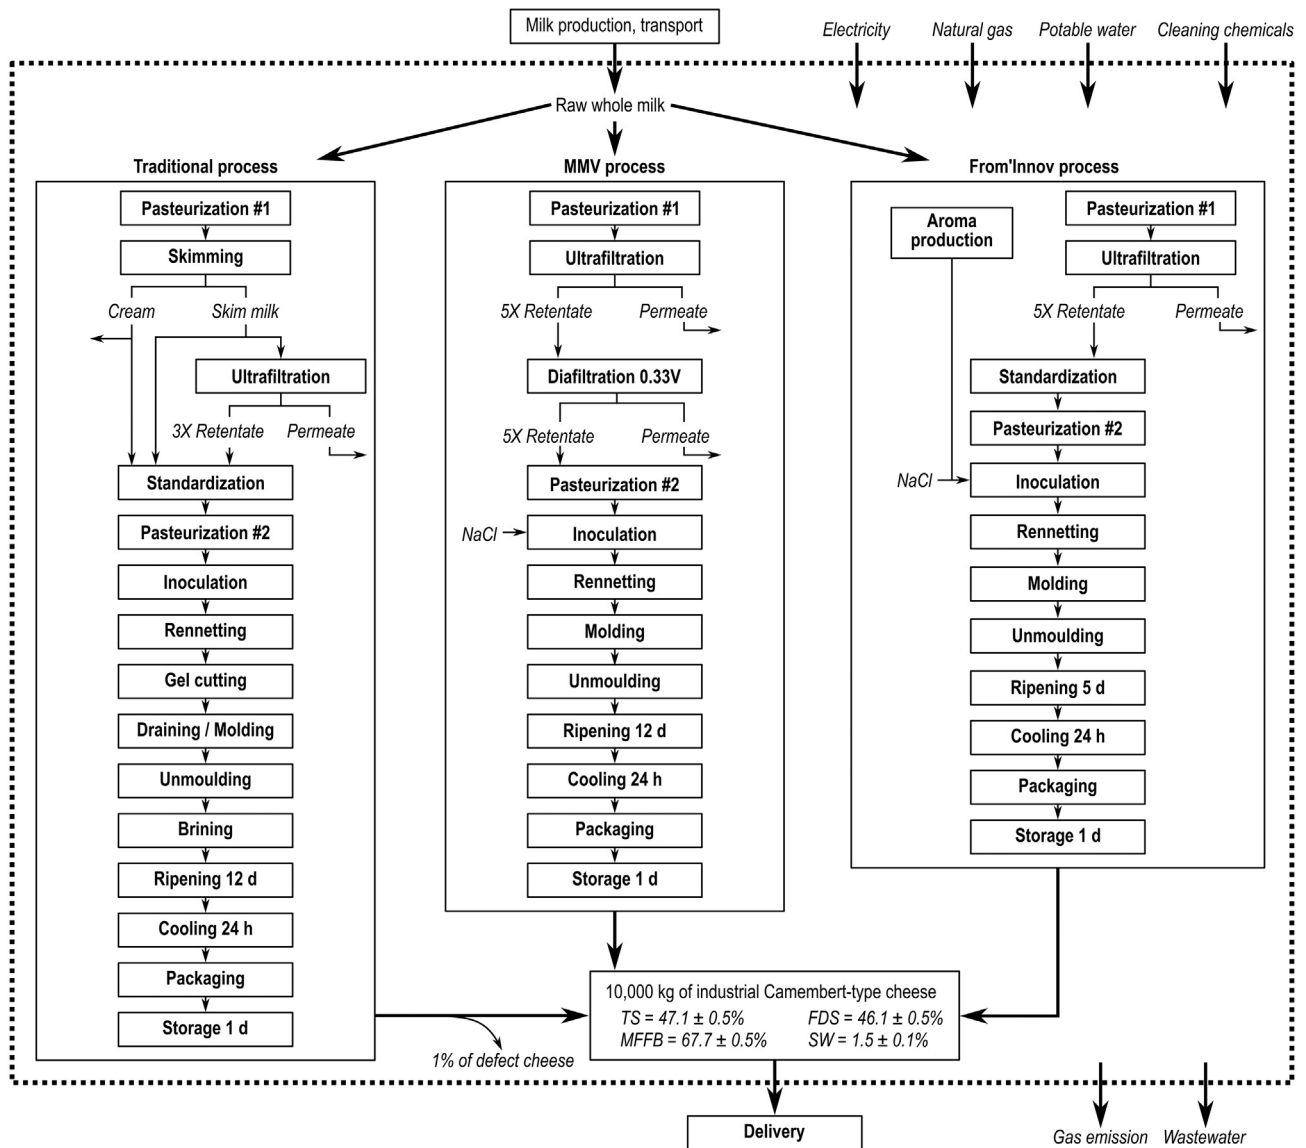 Milk production, transport
Electricity
Natural gas
Potable water
Cleaning chemicals
Raw whole milk
Traditional process
Pasteurization #1
Skimming
Cream
Skim milk
Ultrafiltration
3X Retentate
Permeate
Standardization
Pasteurization #2
Inoculation
Rennetting
Gel cutting
Draining / Molding
Unmoulding
Brining
Ripening 12 d
Cooling 24 h
Packaging
Storage 1 d
MMV process
Pasteurization #1
Ultrafiltration
5X Retentate
Permeate
Diafiltration 0.33V
5X Retentate
Permeate
Pasteurization #2
NaCl
Inoculation
Rennetting
Molding
Unmoulding
Ripening 12 d
Cooling 24 h
Packaging
Storage 1 d
From'Innov process
Aroma
production
Pasteurization #1
Ultrafiltration
5X Retentate
Permeate
Standardization
Pasteurization #2
NaCl
Inoculation
Rennetting
Molding
Unmoulding
Ripening 5 d
Cooling 24 h
Packaging
Storage 1 d
1% of defect cheese
10,000 kg of industrial Camembert-type cheese
TS = 47.1 ± 0.5% FDS = 46.1 ± 0.5%
MFFB = 67.7 ± 0.5% SW = 1.5 ± 0.1%
Delivery
Gas emission
Wastewater